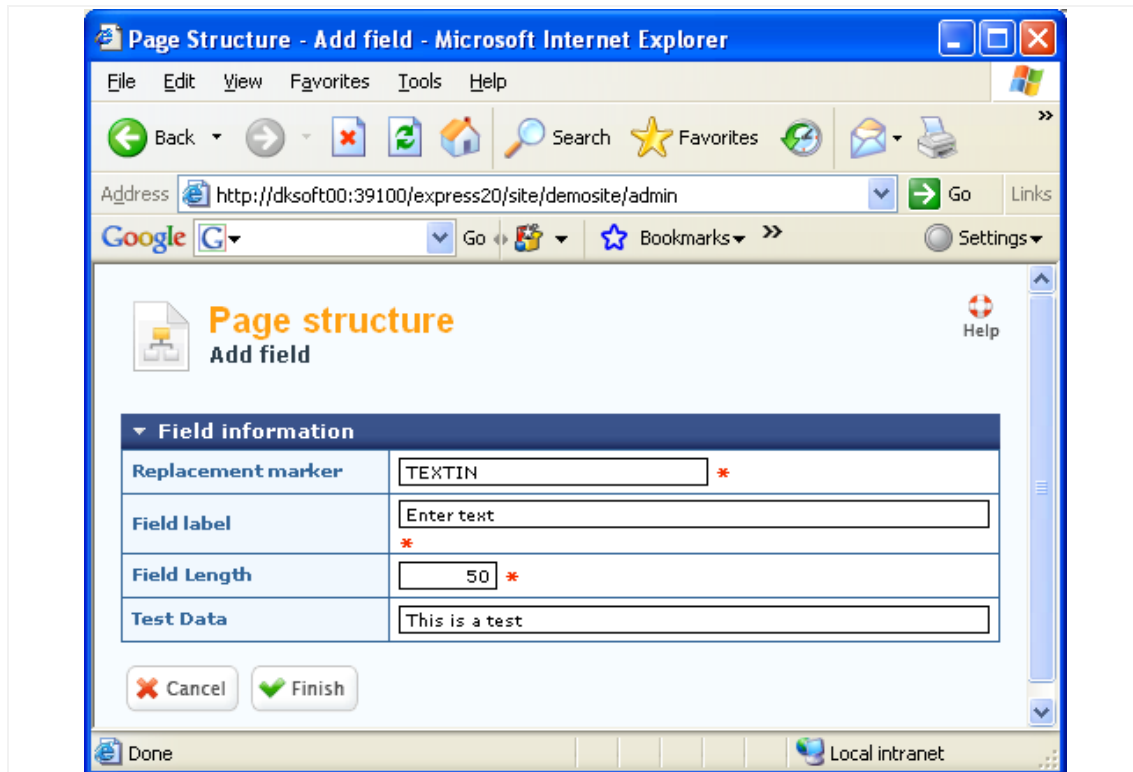 Page Structure - Add field - Microsoft Internet Explorer
File Edit View Favorites Tools Help
Back Search Favorites »
Address http://dksoft00:39100/express20/site/demosite/admin Go Links
Google G Go Bookmarks » Settings
Page structure
Add field
Help
Field information
Replacement marker TEXTIN *
Field label Enter text
*
Field Length 50 *
Test Data This is a test
Cancel Finish
Done Local intranet